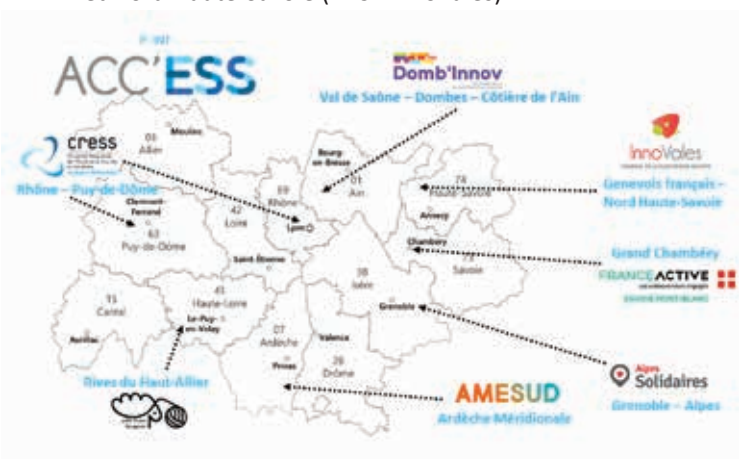 POINT
ACC'ESS
Domb'Innov
Val de Saône – Dombes – Côtière de l'Ain
InnoVales
Genevois français –
Nord Haute-Savoie
cress
Rhône – Puy-de-Dôme
Grand Chambéry
FRANCE ACTIVE
SAVOIE MONT-BLANC
Alpes
Solidaires
Grenoble – Alpes
AMESUD
Ardèche Méridionale
Rives du Haut-Allier
03
Allier
Moulins
Bourg-
en-Bresse
01
Ain
74
Haute-Savoie
Annecy
69
Rhône
Lyon
42
Loire
Saint-Étienne
Clermont-
Ferrand
63
Puy-de-Dôme
Chambéry
73
Savoie
38
Isère
Grenoble
15
Cantal
Aurillac
43
Haute-Loire
Le-Puy-
en-Velay
07
Ardèche
Privas
Valence
26
Drôme